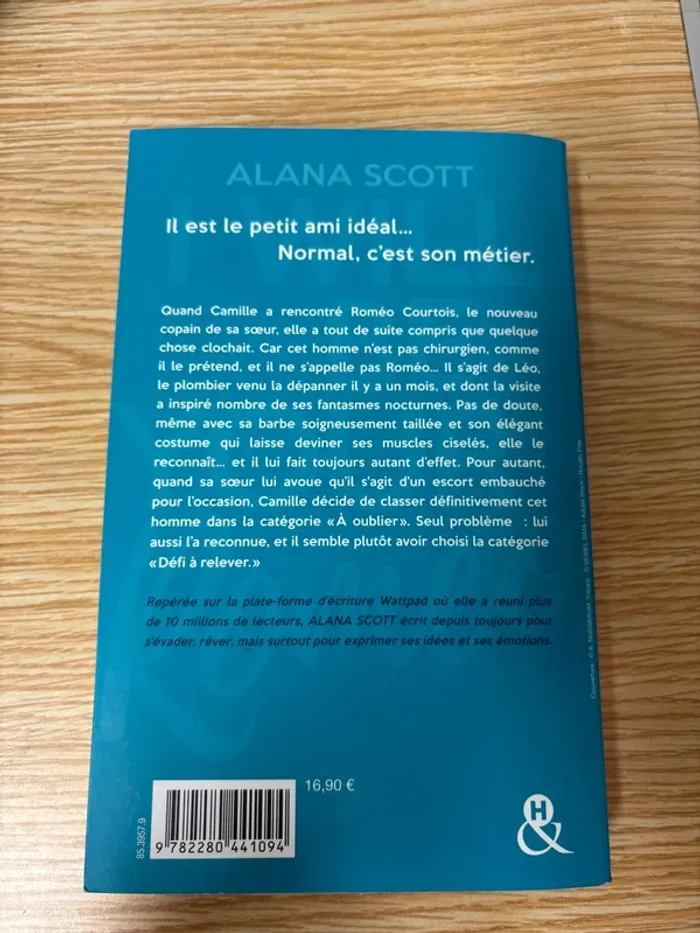 ALANA SCOTT
I WILL
Il est le petit ami idéal...
Normal, c'est son métier.
Quand Camille a rencontré Roméo Courtois, le nouveau
copain de sa sœur, elle a tout de suite compris que quelque
chose clochait. Car cet homme n'est pas chirurgien, comme
il le prétend, et il ne s'appelle pas Roméo... Il s'agit de Léo,
le plombier venu la dépanner il y a un mois, et dont la visite
a inspiré nombre de ses fantasmes nocturnes. Pas de doute,
même avec sa barbe soigneusement taillée et son élégant
costume qui laisse deviner ses muscles ciselés, elle le
reconnaît... et il lui fait toujours autant d'effet. Pour autant,
quand sa sœur lui avoue qu'il s'agit d'un escort embauché
pour l'occasion, Camille décide de classer définitivement cet
homme dans la catégorie « À oublier ». Seul problème : lui
aussi l'a reconnue, et il semble plutôt avoir choisi la catégorie
« Défi à relever. »
Repérée sur la plate-forme d'écriture Wattpad où elle a réuni plus
de 10 millions de lecteurs, ALANA SCOTT écrit depuis toujours pour
s'évader, rêver, mais surtout pour exprimer ses idées et ses émotions.
16,90 €
85.3957.9
9 782280 441094
H&
Couverture : © A. NUSSBAUM